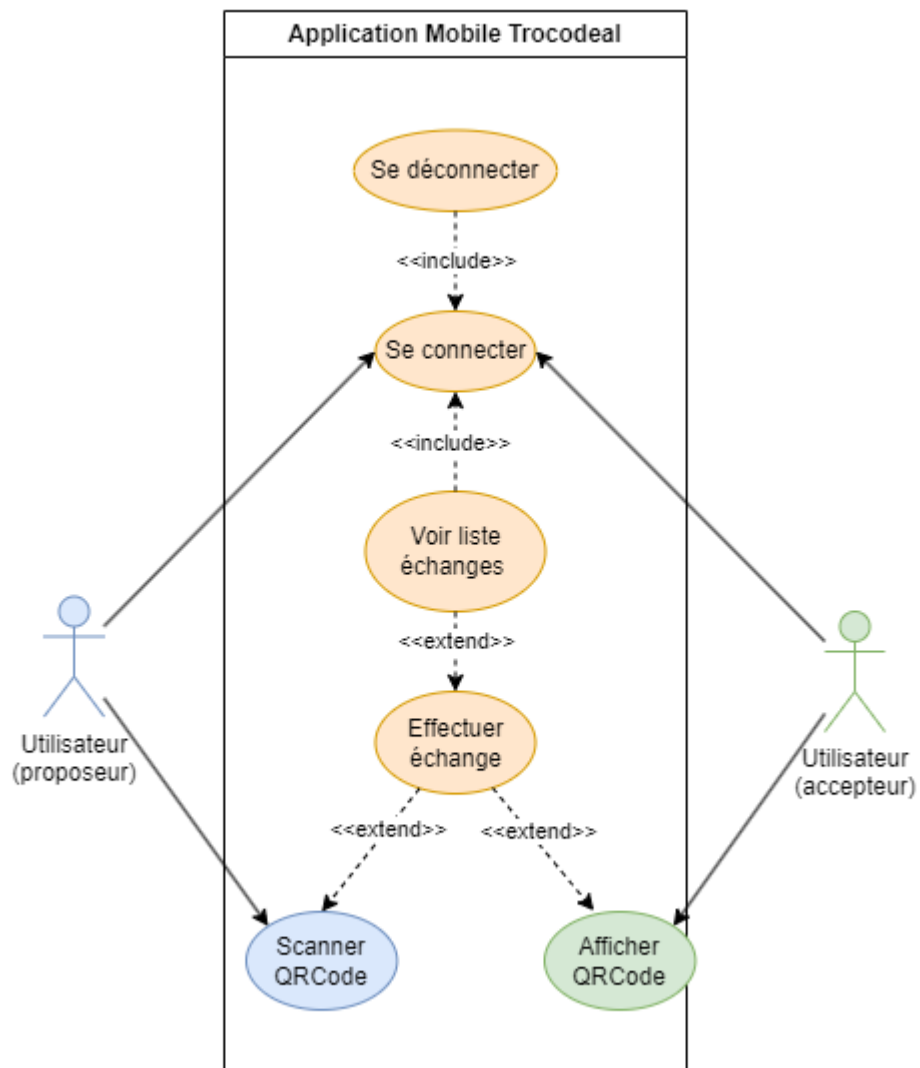 Application Mobile Trocodeal
Se déconnecter
<<include>>
Se connecter
<<include>>
Voir liste
échanges
<<extend>>
Effectuer
échange
Utilisateur
(proposeur)
Utilisateur
(accepteur)
<<extend>>
<<extend>>
Scanner
QRCode
Afficher
QRCode